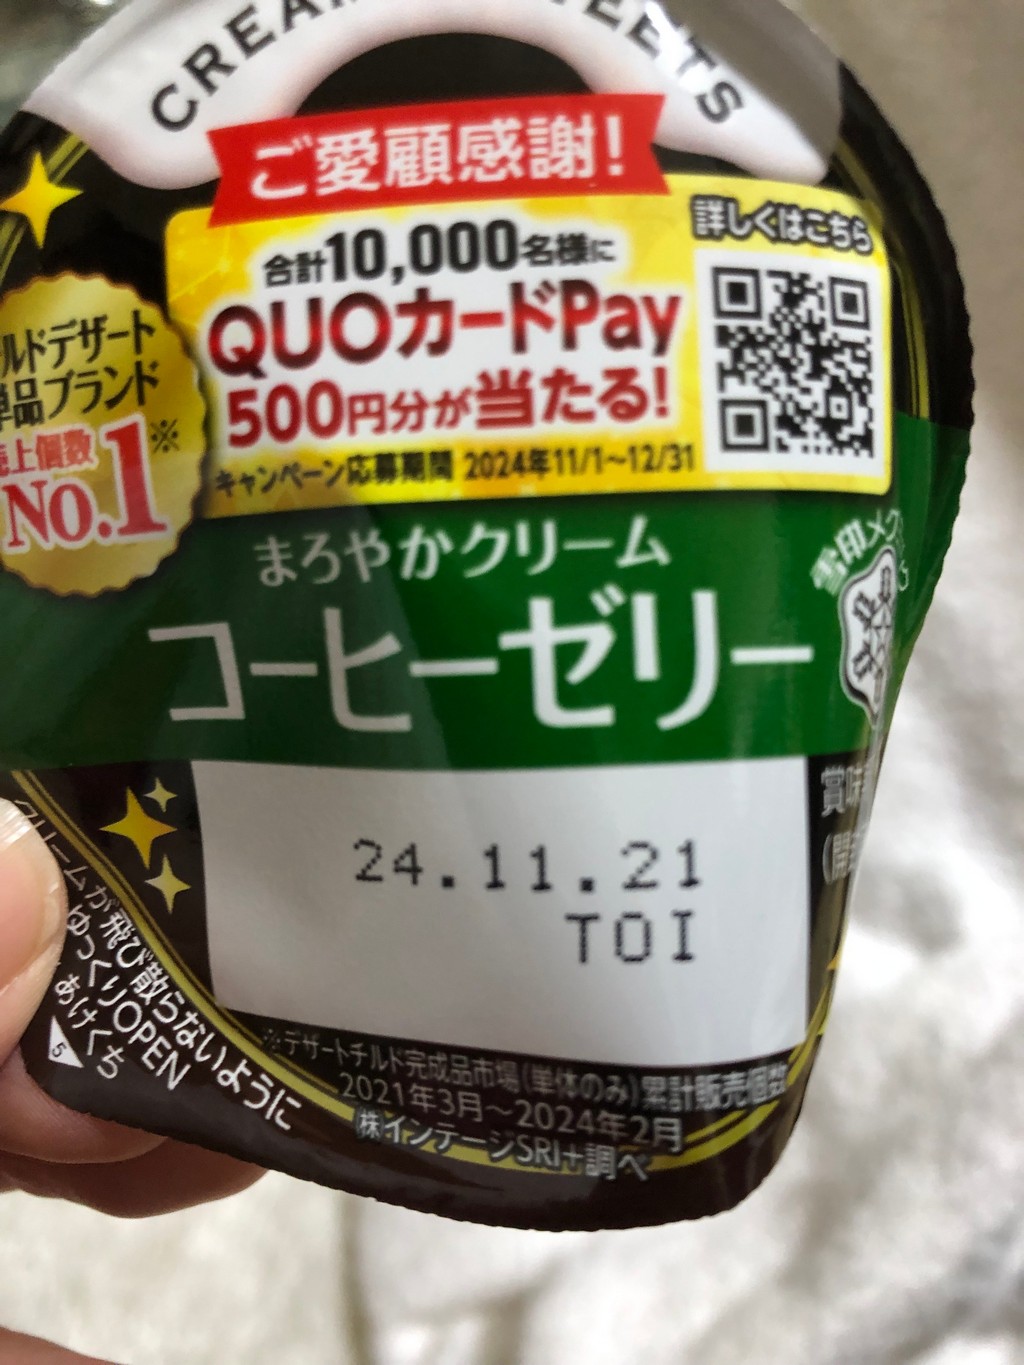 CREA
EETS
ご愛顧感謝!
合計10,000名様に
QUOカードPay
500円分が当たる!
キャンペーン応募期間 2024年11/1~12/31
詳しくはこちら
ルドデザート
単品ブランド
売上個数
No.1※
まろやかクリーム
コーヒーゼリー
雪印メグ
賞味
(開
24.11.21
TOI
クリームが飛び散らないように
ゆっくりOPEN
あけくち
5
※デザートチルド完成品市場(単体のみ)累計販売個数
2021年3月~2024年2月
㈱インテージSRI+調べ